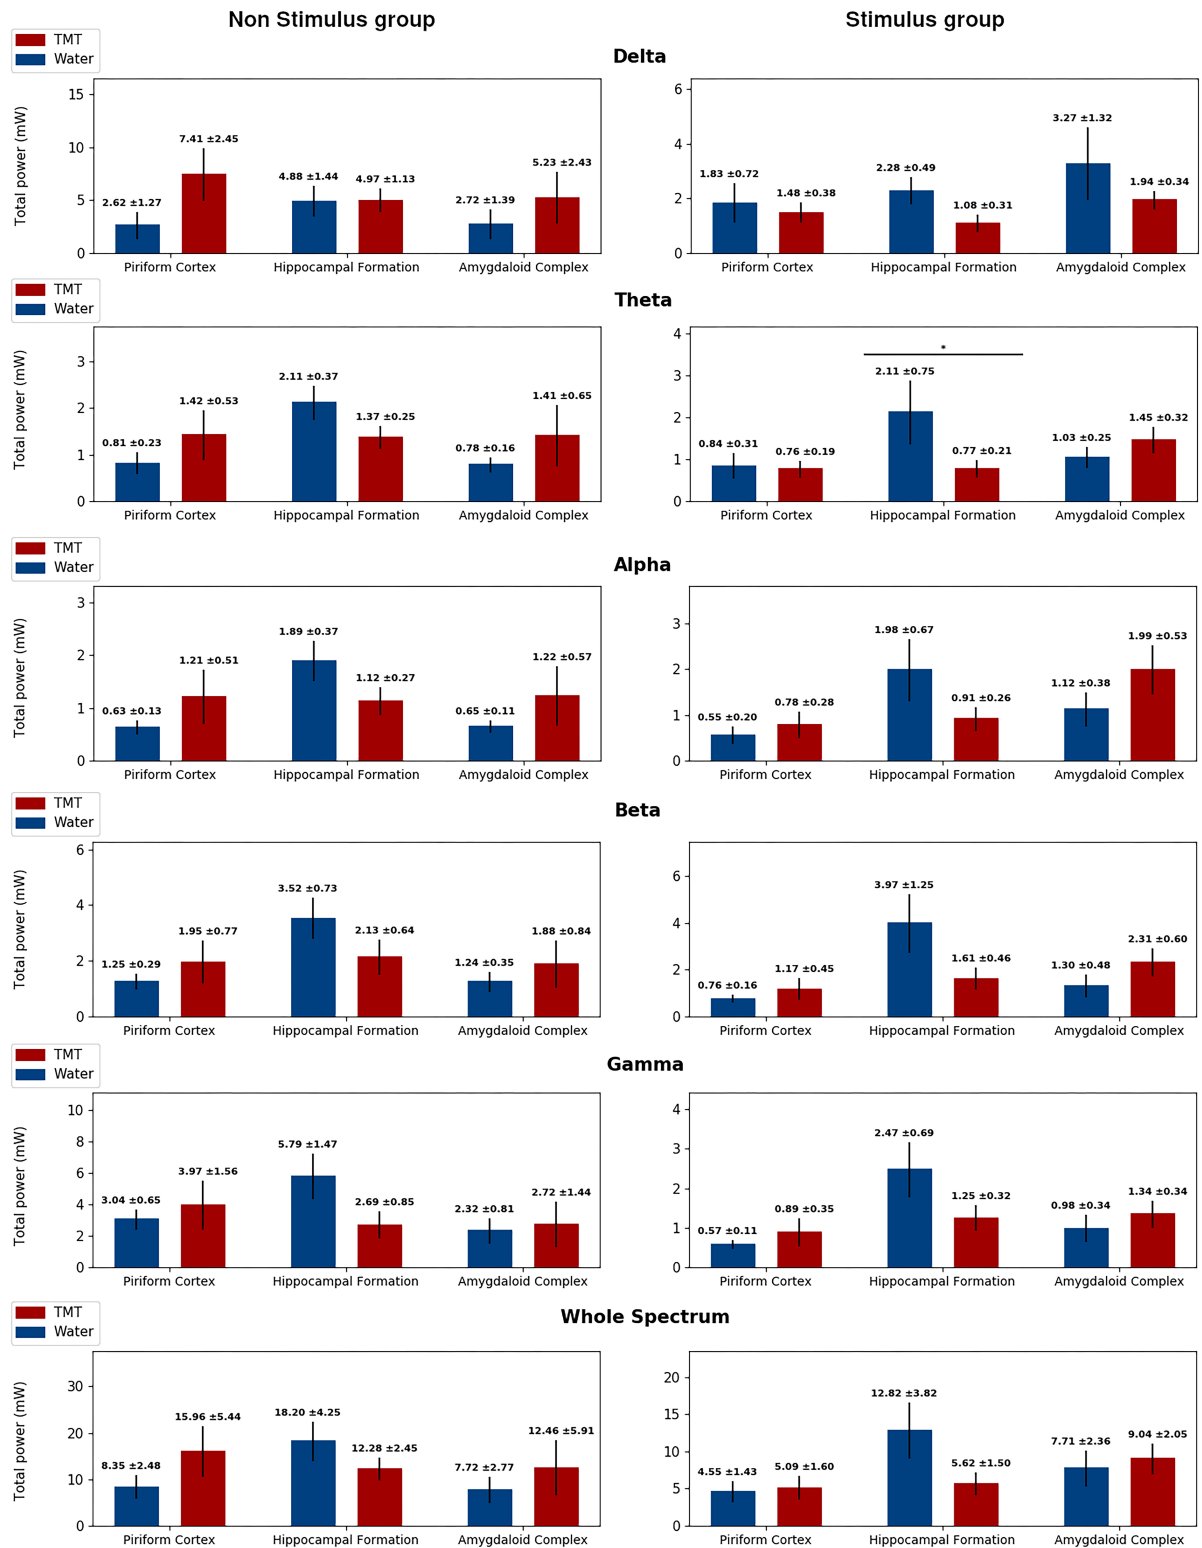 Non Stimulus group
Stimulus group
TMT
Water
Delta
Total power (mW)
15
10
5
0
7.41 ±2.45
2.62 ±1.27
4.88 ±1.44
4.97 ±1.13
5.23 ±2.43
2.72 ±1.39
Piriform Cortex
Hippocampal Formation
Amygdaloid Complex
6
4
2
0
1.83 ±0.72
1.48 ±0.38
2.28 ±0.49
1.08 ±0.31
3.27 ±1.32
1.94 ±0.34
Piriform Cortex
Hippocampal Formation
Amygdaloid Complex
TMT
Water
Theta
Total power (mW)
3
2
1
0
0.81 ±0.23
1.42 ±0.53
2.11 ±0.37
1.37 ±0.25
0.78 ±0.16
1.41 ±0.65
Piriform Cortex
Hippocampal Formation
Amygdaloid Complex
4
3
2
1
0
*
0.84 ±0.31
0.76 ±0.19
2.11 ±0.75
0.77 ±0.21
1.03 ±0.25
1.45 ±0.32
Piriform Cortex
Hippocampal Formation
Amygdaloid Complex
TMT
Water
Alpha
Total power (mW)
3
2
1
0
0.63 ±0.13
1.21 ±0.51
1.89 ±0.37
1.12 ±0.27
0.65 ±0.11
1.22 ±0.57
Piriform Cortex
Hippocampal Formation
Amygdaloid Complex
3
2
1
0
0.55 ±0.20
0.78 ±0.28
1.98 ±0.67
0.91 ±0.26
1.12 ±0.38
1.99 ±0.53
Piriform Cortex
Hippocampal Formation
Amygdaloid Complex
TMT
Water
Beta
Total power (mW)
6
4
2
0
1.25 ±0.29
1.95 ±0.77
3.52 ±0.73
2.13 ±0.64
1.24 ±0.35
1.88 ±0.84
Piriform Cortex
Hippocampal Formation
Amygdaloid Complex
6
4
2
0
0.76 ±0.16
1.17 ±0.45
3.97 ±1.25
1.61 ±0.46
1.30 ±0.48
2.31 ±0.60
Piriform Cortex
Hippocampal Formation
Amygdaloid Complex
TMT
Water
Gamma
Total power (mW)
10
8
6
4
2
0
3.04 ±0.65
3.97 ±1.56
5.79 ±1.47
2.69 ±0.85
2.32 ±0.81
2.72 ±1.44
Piriform Cortex
Hippocampal Formation
Amygdaloid Complex
4
3
2
1
0
0.57 ±0.11
0.89 ±0.35
2.47 ±0.69
1.25 ±0.32
0.98 ±0.34
1.34 ±0.34
Piriform Cortex
Hippocampal Formation
Amygdaloid Complex
TMT
Water
Whole Spectrum
Total power (mW)
30
20
10
0
8.35 ±2.48
15.96 ±5.44
18.20 ±4.25
12.28 ±2.45
7.72 ±2.77
12.46 ±5.91
Piriform Cortex
Hippocampal Formation
Amygdaloid Complex
20
15
10
5
0
4.55 ±1.43
5.09 ±1.60
12.82 ±3.82
5.62 ±1.50
7.71 ±2.36
9.04 ±2.05
Piriform Cortex
Hippocampal Formation
Amygdaloid Complex